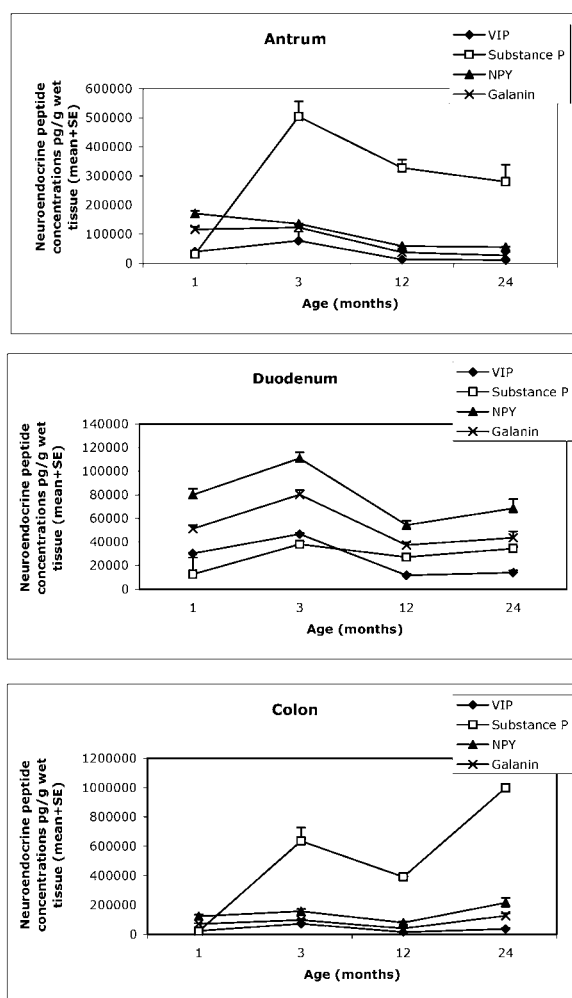 Antrum
VIP
Substance P
NPY
Galanin
Neuroendocrine peptide
concentrations pg/g wet
tissue (mean+SE)
600000
500000
400000
300000
200000
100000
0
1 3 12 24
Age (months)
Duodenum
VIP
Substance P
NPY
Galanin
Neuroendocrine peptide
concentrations pg/g wet
tissue (mean+SE)
140000
120000
100000
80000
60000
40000
20000
0
1 3 12 24
Age (months)
Colon
VIP
Substance P
NPY
Galanin
Neuroendocrine peptide
concentrations pg/g wet
tissue (mean+SE)
1200000
1000000
800000
600000
400000
200000
0
1 3 12 24
Age (months)